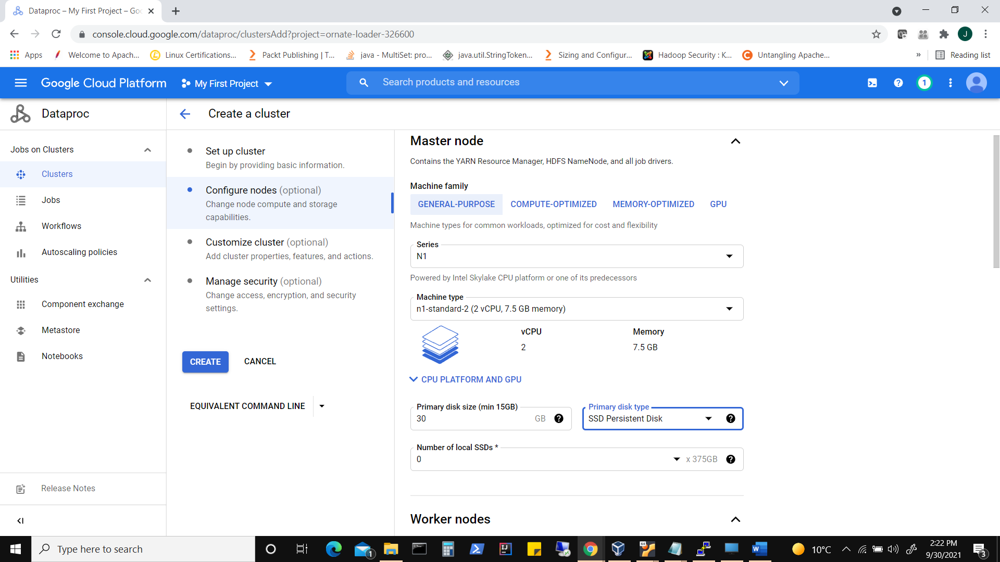 Dataproc – My First Project – Goo
console.cloud.google.com/dataproc/clustersAdd?project=ornate-loader-326600
J
Apps
Welcome to Apach...
Linux Certifications...
Packt Publishing | T...
java - MultiSet: pro...
java.util.StringToken...
Sizing and Configur...
Hadoop Security : K...
Untangling Apache...
»
Reading list
Google Cloud Platform
My First Project
Search products and resources
1
Dataproc
Create a cluster
Jobs on Clusters
Clusters
Jobs
Workflows
Autoscaling policies
Utilities
Component exchange
Metastore
Notebooks
Release Notes
Set up cluster
Begin by providing basic information.
Configure nodes (optional)
Change node compute and storage
capabilities.
Customize cluster (optional)
Add cluster properties, features, and actions.
Manage security (optional)
Change access, encryption, and security
settings.
CREATE
CANCEL
EQUIVALENT COMMAND LINE
Master node
Contains the YARN Resource Manager, HDFS NameNode, and all job drivers.
Machine family
GENERAL-PURPOSE
COMPUTE-OPTIMIZED
MEMORY-OPTIMIZED
GPU
Machine types for common workloads, optimized for cost and flexibility
Series
N1
Powered by Intel Skylake CPU platform or one of its predecessors
Machine type
n1-standard-2 (2 vCPU, 7.5 GB memory)
vCPU
Memory
2
7.5 GB
CPU PLATFORM AND GPU
Primary disk size (min 15GB)
30
GB
Primary disk type
SSD Persistent Disk
Number of local SSDs *
0
x 375GB
Worker nodes
Type here to search
1
IJ
64
W
10°C
2:22 PM
9/30/2021
3